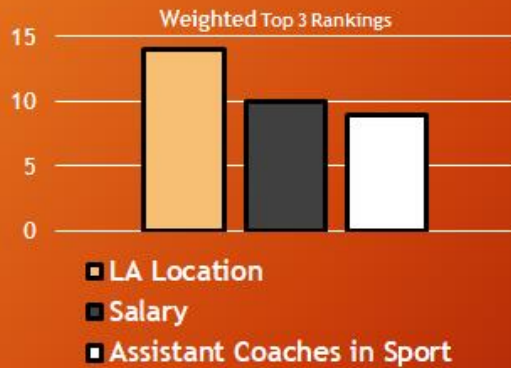 Weighted Top 3 Rankings
15
10
5
0
LA Location
Salary
Assistant Coaches in Sport